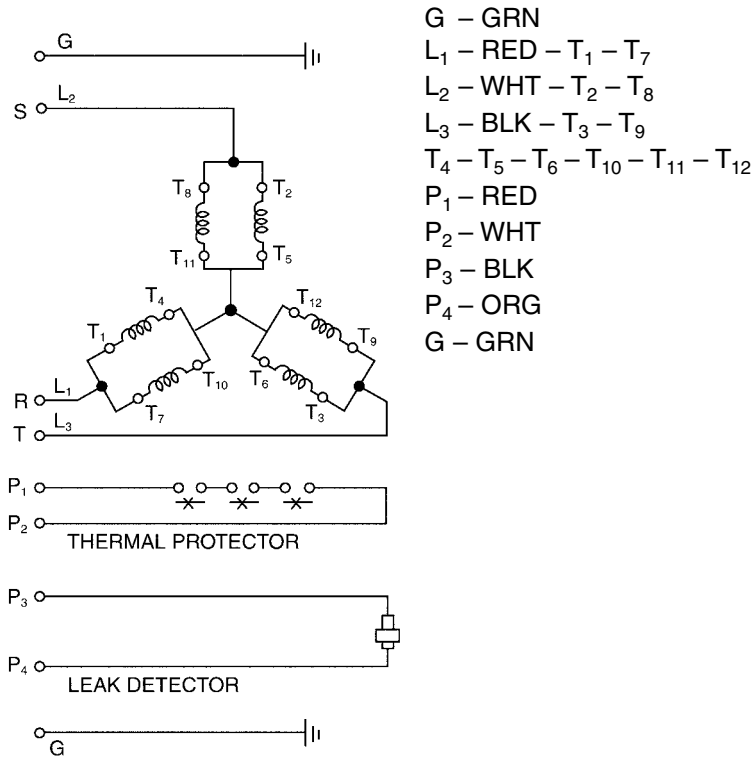 G
G – GRN
L₁ – RED – T₁ – T₇
L₂ – WHT – T₂ – T₈
L₃ – BLK – T₃ – T₉
T₄ – T₅ – T₆ – T₁₀ – T₁₁ – T₁₂
P₁ – RED
P₂ – WHT
P₃ – BLK
P₄ – ORG
G – GRN
S L₂
T₈ T₂
T₁₁ T₅
T₄ T₁₂
T₁ T₉
T₁₀ T₆
R L₁ T₇ T₃
T L₃
P₁
P₂
THERMAL PROTECTOR
P₃
P₄
LEAK DETECTOR
G